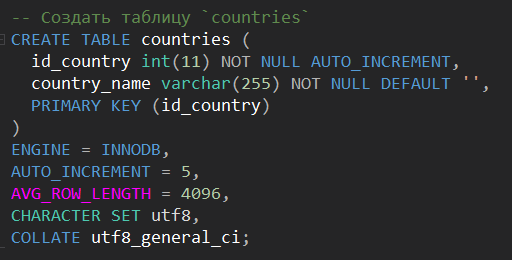 -- Создать таблицу `countries`
CREATE TABLE countries (
  id_country int(11) NOT NULL AUTO_INCREMENT,
  country_name varchar(255) NOT NULL DEFAULT '',
  PRIMARY KEY (id_country)
)
ENGINE = INNODB,
AUTO_INCREMENT = 5,
AVG_ROW_LENGTH = 4096,
CHARACTER SET utf8,
COLLATE utf8_general_ci;